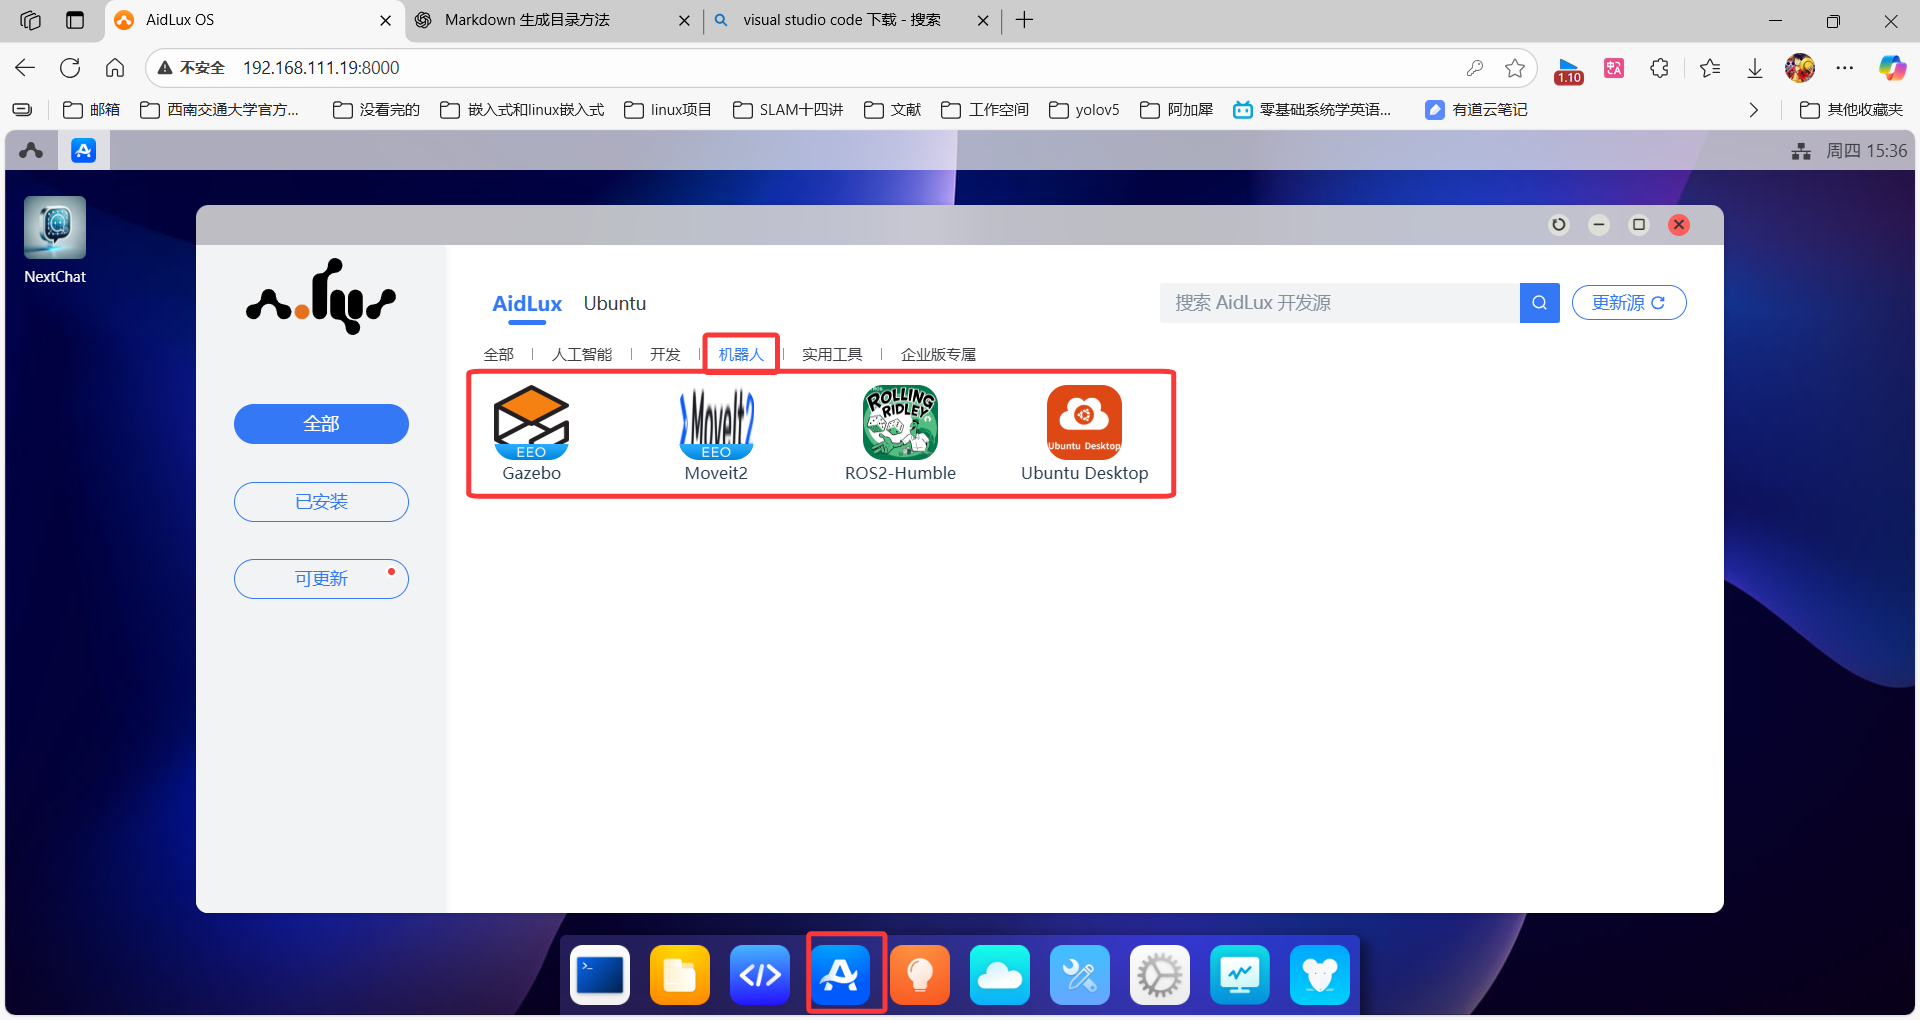 AidLux OS
Markdown 生成目录方法
visual studio code 下载 - 搜索
不安全 192.168.111.19:8000
1.10
邮箱 西南交通大学官方... 没看完的 嵌入式和linux嵌入式 linux项目 SLAM十四讲 文献 工作空间 yolov5 阿加犀 零基础系统学英语... 有道云笔记 其他收藏夹
周四 15:36
NextChat
AidLux Ubuntu
搜索 AidLux 开发源
更新源
全部 人工智能 开发 机器人 实用工具 企业版专属
全部
已安装
可更新
EEO
Gazebo
MoveIt2
EEO
Moveit2
ROLLING RIDLEY
ROS2-Humble
Ubuntu Desktop
Ubuntu Desktop